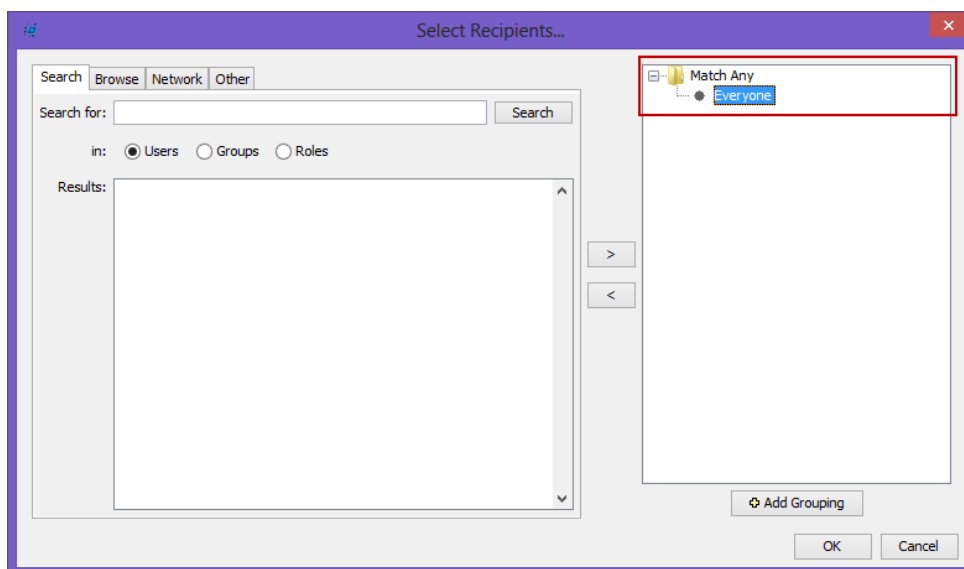 Select Recipients...
Search Browse Network Other
Search for: Search
in: Users Groups Roles
Results:
>
<
Match Any
Everyone
Add Grouping
OK Cancel